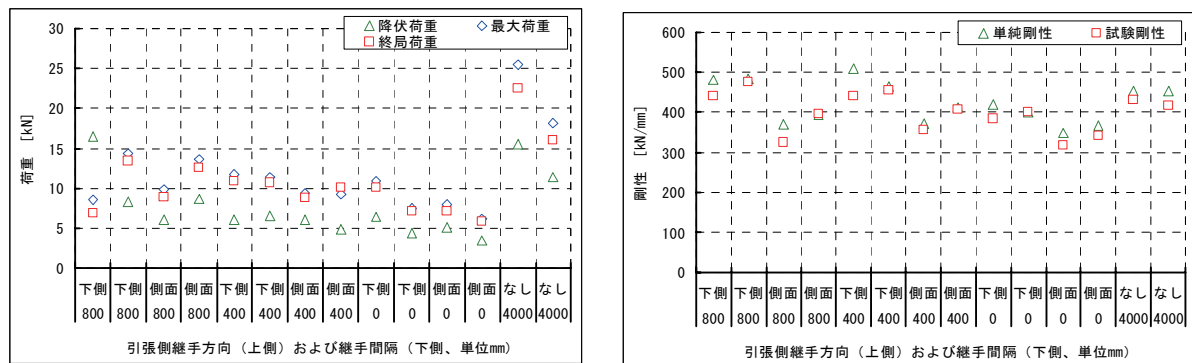 30
25
20
15
10
5
0
荷重 [kN]
△降伏荷重 ◇最大荷重
□終局荷重
下側 下側 側面 側面 下側 下側 側面 側面 下側 下側 側面 側面 なし なし
800 800 800 800 400 400 400 400 0 0 0 0 4000 4000
引張側継手方向（上側）および継手間隔（下側、単位mm）
600
500
400
300
200
100
0
剛性 [kN/mm]
△単純剛性 □試験剛性
下側 下側 側面 側面 下側 下側 側面 側面 下側 下側 側面 側面 なし なし
800 800 800 800 400 400 400 400 0 0 0 0 4000 4000
引張側継手方向（上側）および継手間隔（下側、単位mm）